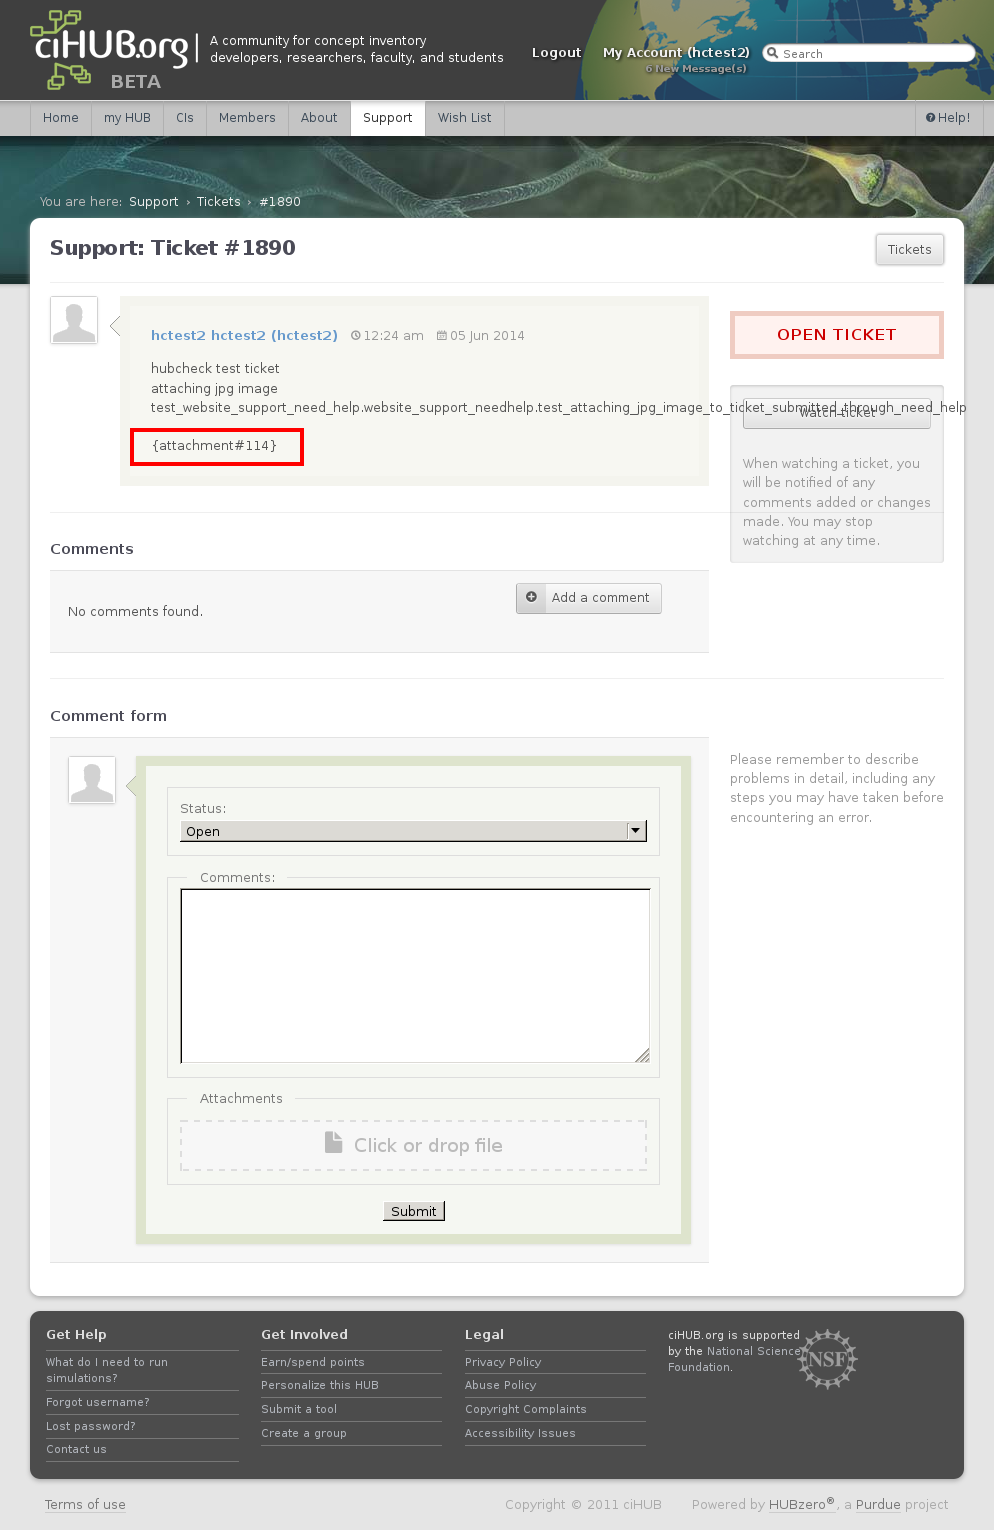 ciHUB.org
BETA
A community for concept inventory
developers, researchers, faculty, and students
Logout
My Account (hctest2)
6 New Message(s)
Search
Home
my HUB
CIs
Members
About
Support
Wish List
Help!
You are here: Support › Tickets › #1890
Support: Ticket #1890
Tickets
hctest2 hctest2 (hctest2) 12:24 am 05 Jun 2014
hubcheck test ticket
attaching jpg image
test_website_support_need_help.website_support_needhelp.test_attaching_jpg_image_to_ticket_submitted_through_need_help
{attachment#114}
OPEN TICKET
Watch ticket
When watching a ticket, you
will be notified of any
comments added or changes
made. You may stop
watching at any time.
Comments
No comments found.
Add a comment
Comment form
Status:
Open
Comments:
Attachments
Click or drop file
Submit
Please remember to describe
problems in detail, including any
steps you may have taken before
encountering an error.
Get Help
What do I need to run
simulations?
Forgot username?
Lost password?
Contact us
Get Involved
Earn/spend points
Personalize this HUB
Submit a tool
Create a group
Legal
Privacy Policy
Abuse Policy
Copyright Complaints
Accessibility Issues
ciHUB.org is supported
by the National Science
Foundation.
NSF
Terms of use
Copyright © 2011 ciHUB
Powered by HUBzero®, a Purdue project